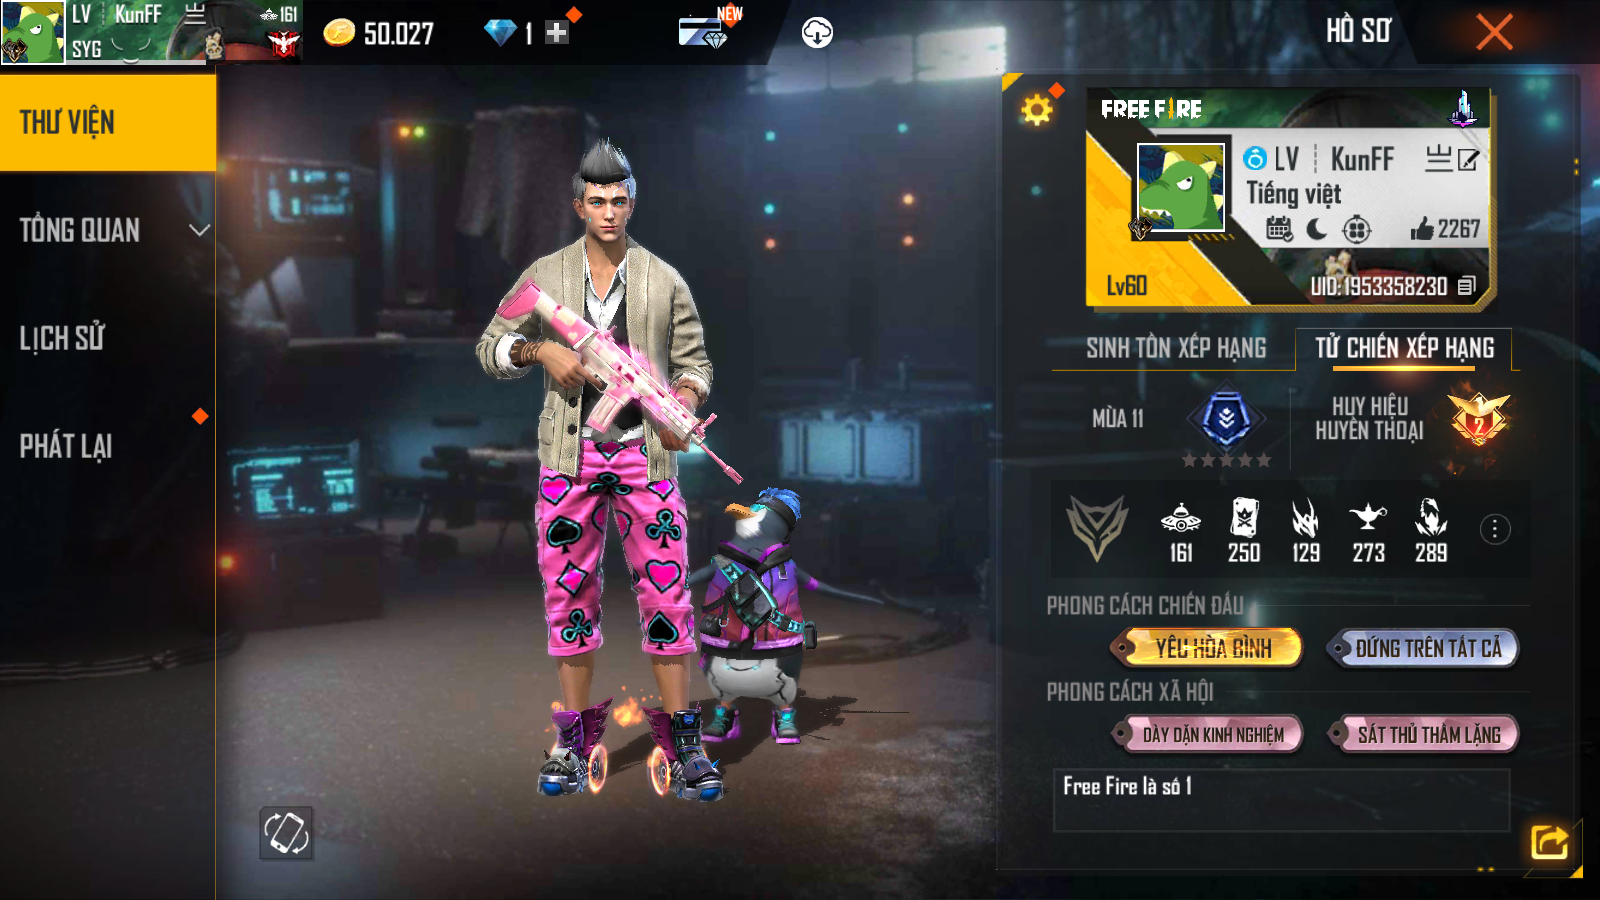 LV ¦ KunFF 亗
161
SYG
50.027
1
NEW
HỒ SƠ
THƯ VIỆN
TỔNG QUAN
LỊCH SỬ
PHÁT LẠI
FREE FIRE
LV ¦ KunFF 亗
Tiếng việt
2267
Lv60
UID:1953358230
SINH TỒN XẾP HẠNG
TỬ CHIẾN XẾP HẠNG
MÙA 11
HUY HIỆU
HUYỀN THOẠI
2
161 250 129 273 289
PHONG CÁCH CHIẾN ĐẤU
YÊU HÒA BÌNH
ĐỨNG TRÊN TẤT CẢ
PHONG CÁCH XÃ HỘI
DÀY DẶN KINH NGHIỆM
SÁT THỦ THẦM LẶNG
Free Fire là số 1